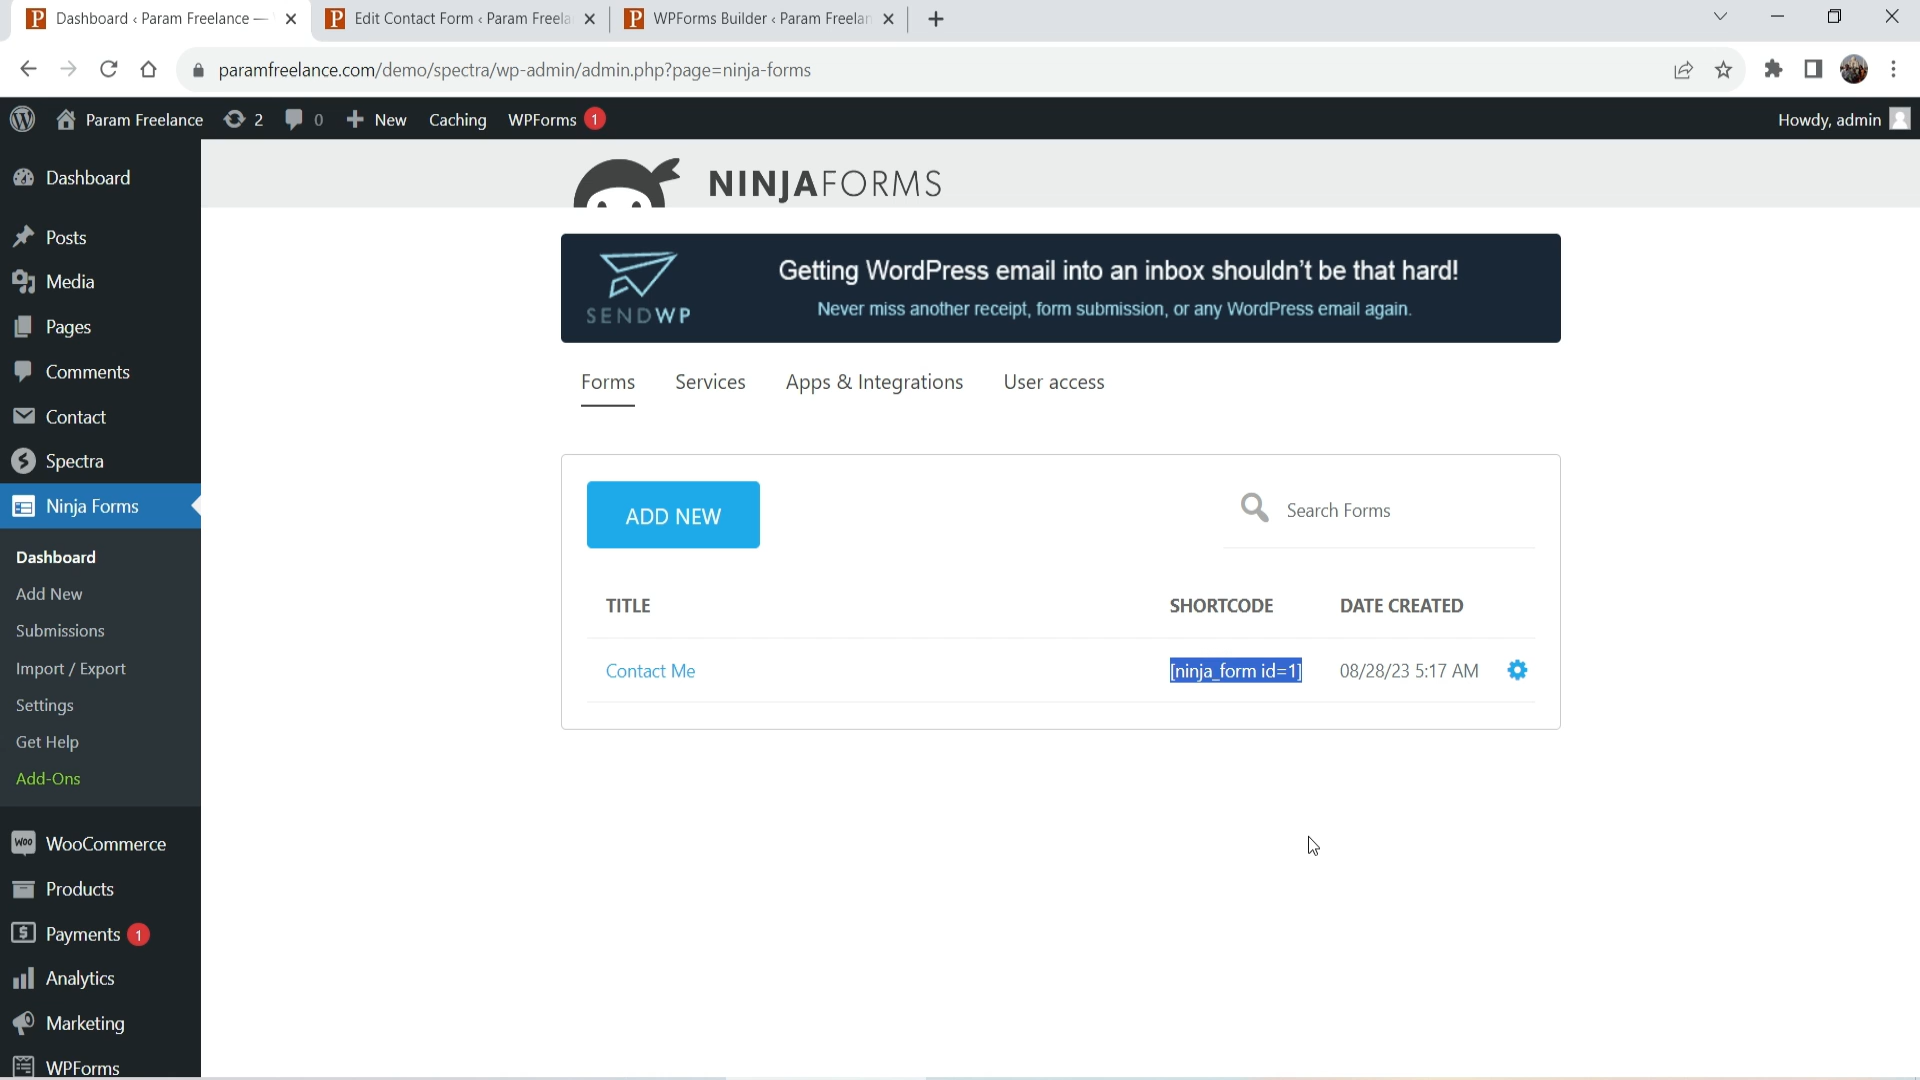 Dashboard ‹ Param Freelance —
Edit Contact Form ‹ Param Freela
WPForms Builder ‹ Param Freelan
paramfreelance.com/demo/spectra/wp-admin/admin.php?page=ninja-forms
Param Freelance 2 0 New Caching WPForms 1
Howdy, admin
Dashboard
Posts
Media
Pages
Comments
Contact
Spectra
Ninja Forms
Dashboard
Add New
Submissions
Import / Export
Settings
Get Help
Add-Ons
WooCommerce
Products
Payments 1
Analytics
Marketing
WPForms
NINJAFORMS
SENDWP
Getting WordPress email into an inbox shouldn't be that hard!
Never miss another receipt, form submission, or any WordPress email again.
Forms Services Apps & Integrations User access
ADD NEW
Search Forms
TITLE SHORTCODE DATE CREATED
Contact Me [ninja_form id=1] 08/28/23 5:17 AM